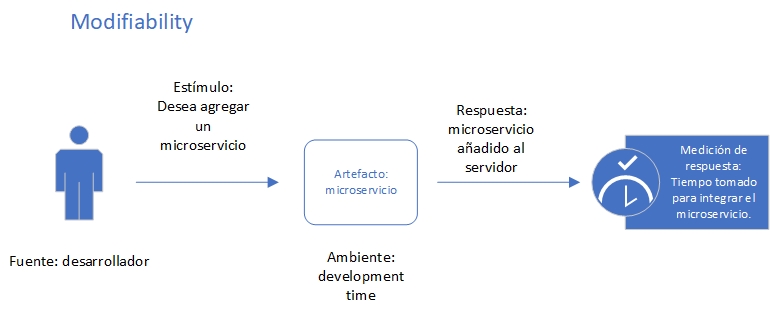 Modifiability
Estímulo:
Desea agregar
un
microservicio
Respuesta:
microservicio
añadido al
servidor
Medición de
respuesta:
Tiempo tomado
para integrar el
microservicio.
Artefacto:
microservicio
Fuente: desarrollador
Ambiente:
development
time